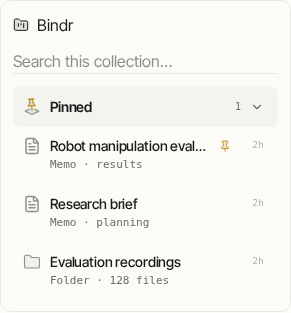 Bindr
Search this collection...
Pinned 1
Robot manipulation eval... 2h
Memo · results
Research brief 2h
Memo · planning
Evaluation recordings 2h
Folder · 128 files